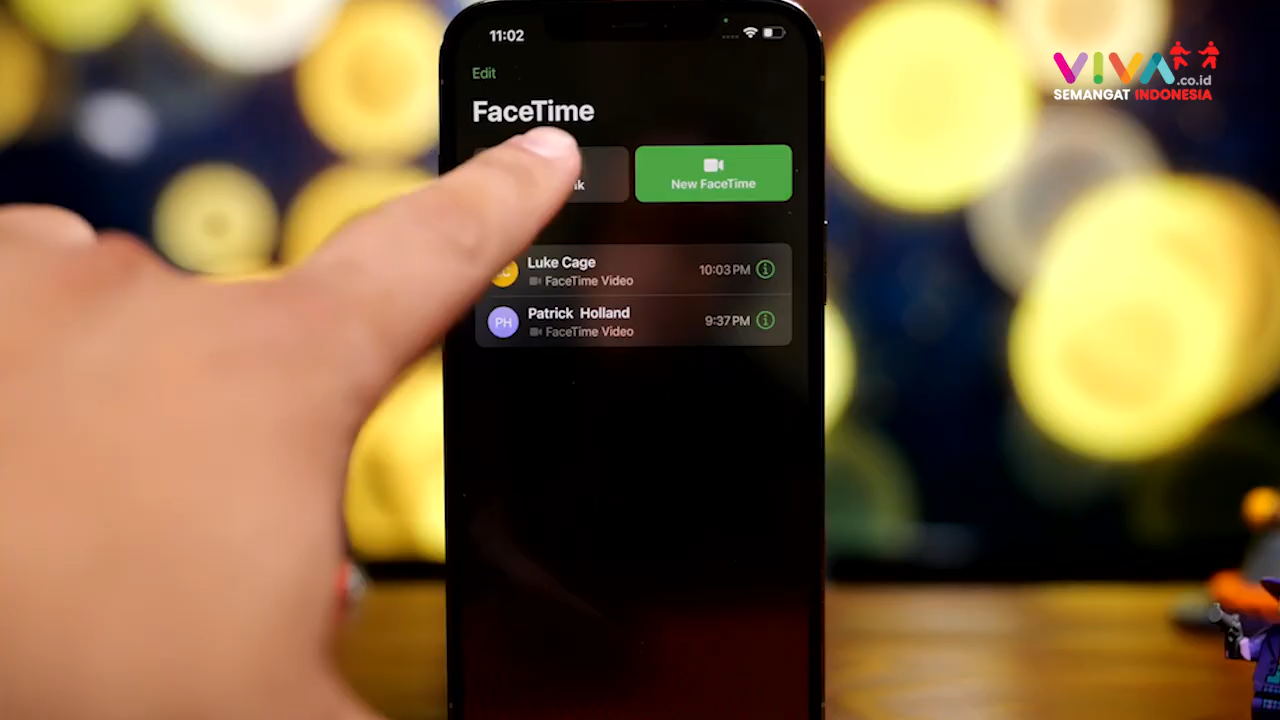 11:02
VIVA.co.id
SEMANGAT INDONESIA
Edit
FaceTime
New FaceTime
Luke Cage
10:03 PM
FaceTime Video
PH
Patrick Holland
9:37 PM
FaceTime Video